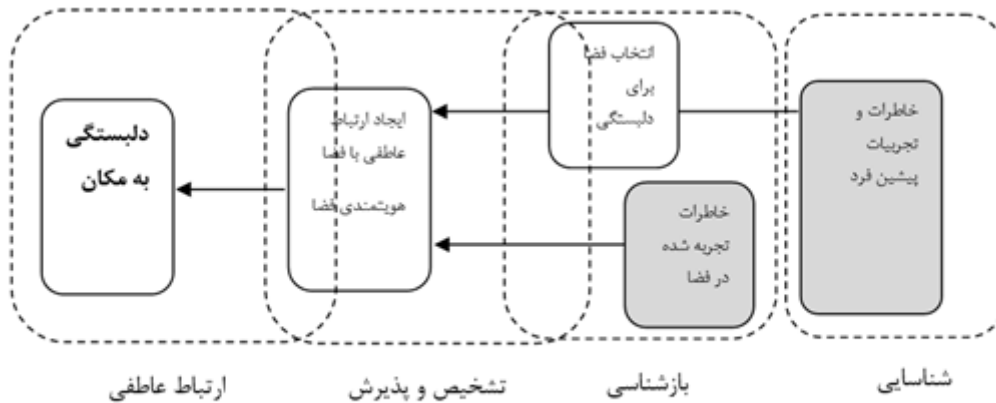 خاطرات و
تجربیات
پیشین فرد
انتخاب فضا
برای
دلبستگی
خاطرات
تجربه شده
در فضا
ایجاد ارتباط
عاطفی با فضا
هویتمندی فضا
دلبستگی
به مکان
شناسایی
بازشناسی
تشخیص و پذیرش
ارتباط عاطفی